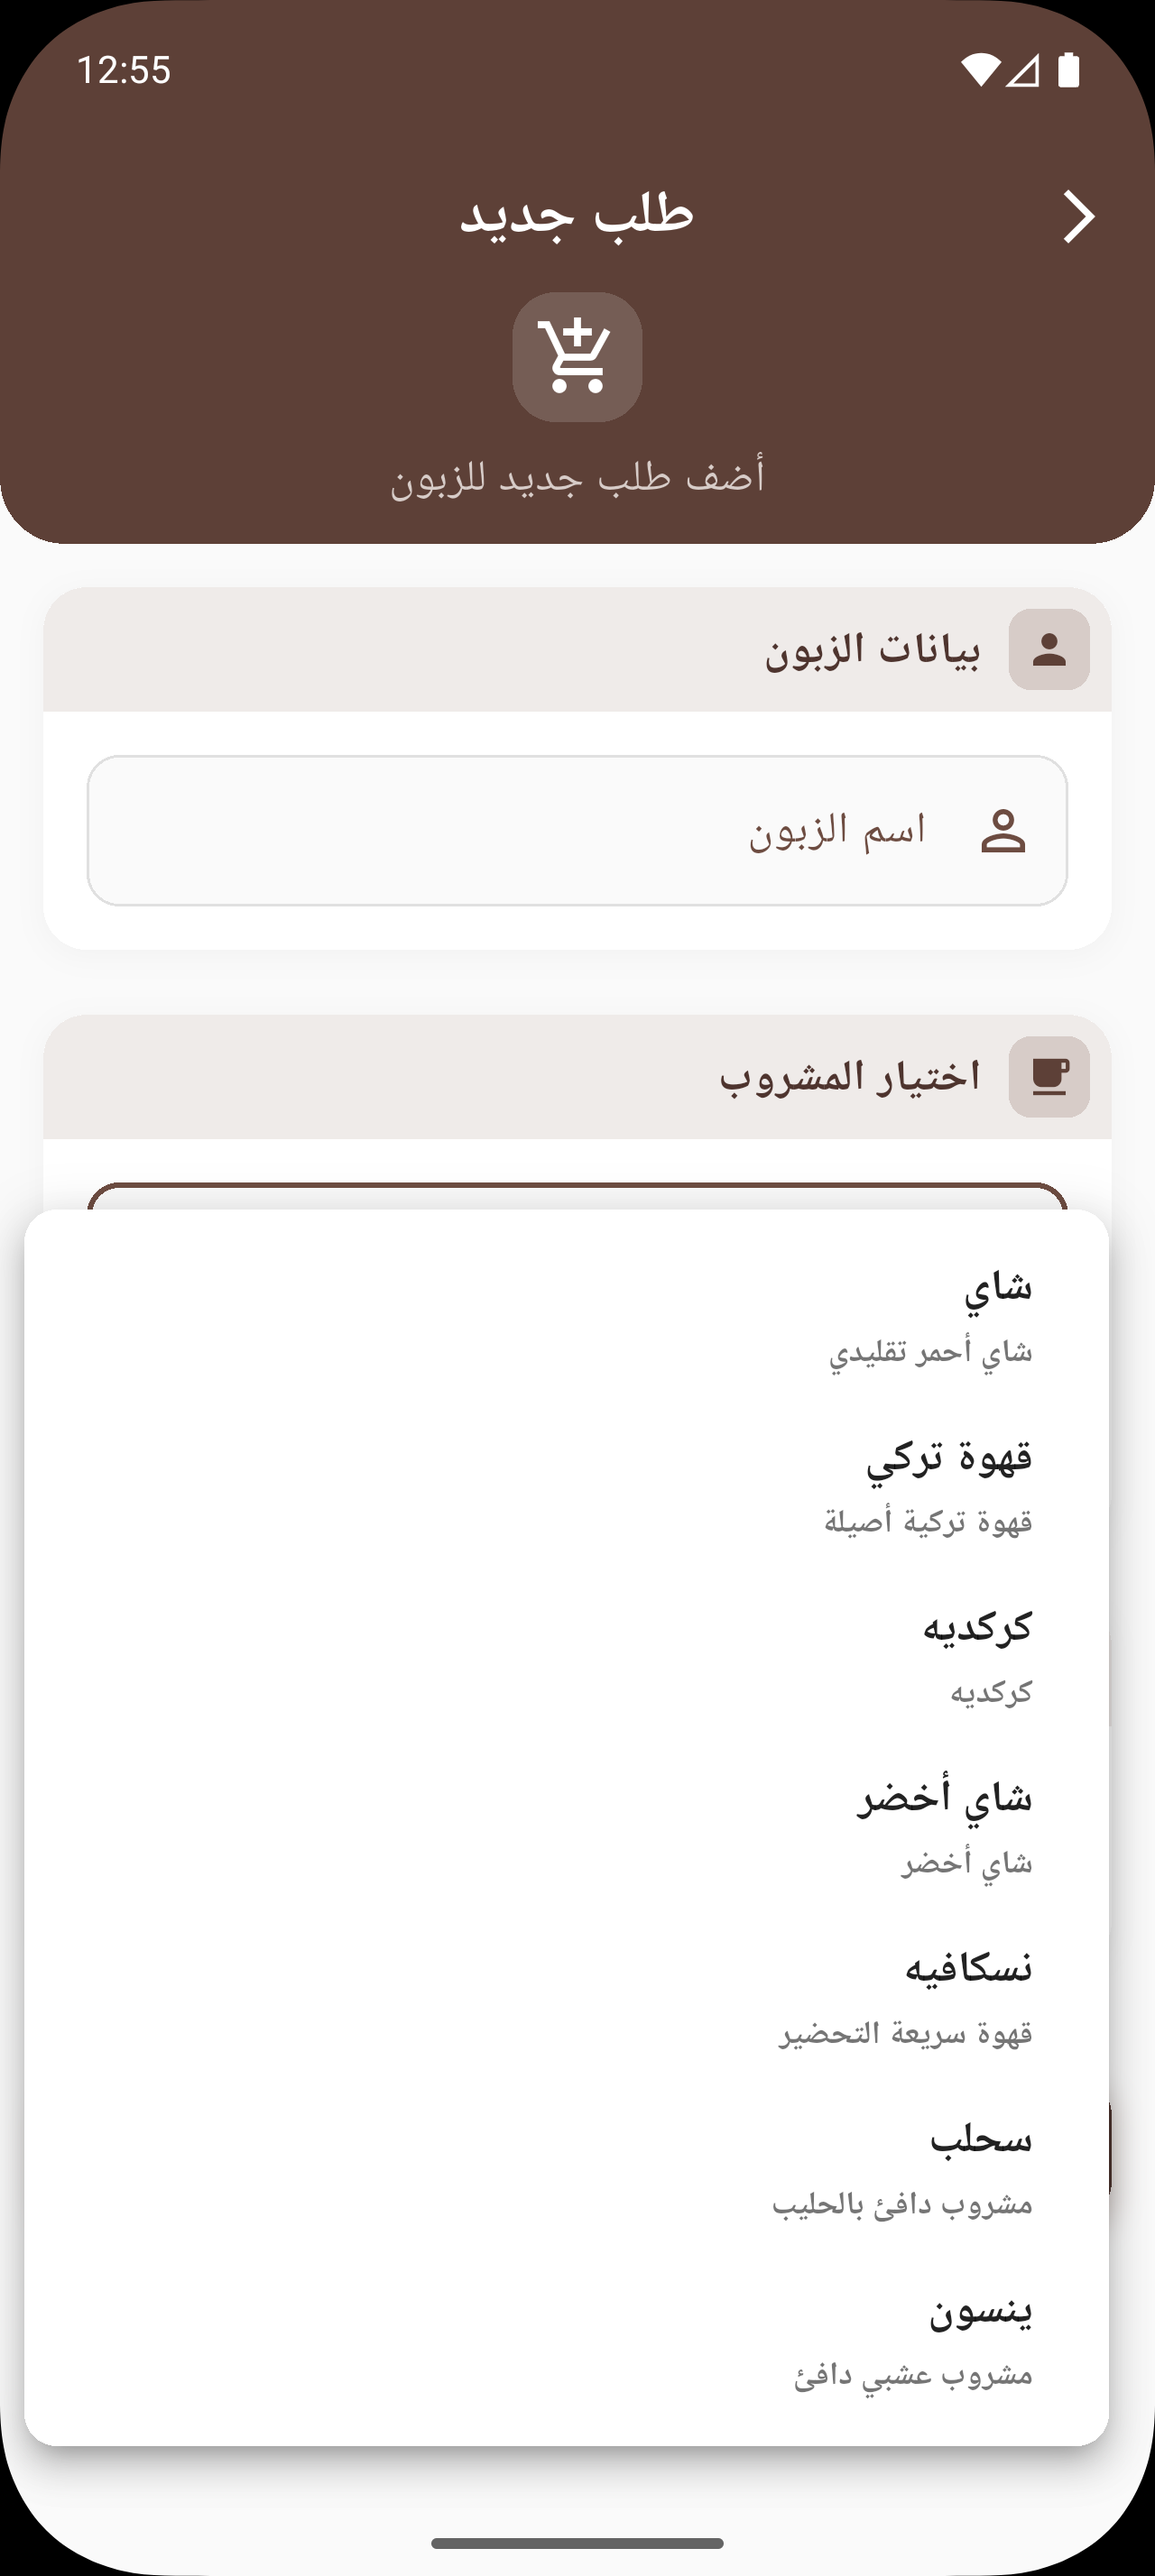 12:55
طلب جديد
أضف طلب جديد للزبون
بيانات الزبون
اسم الزبون
اختيار المشروب
شاي
شاي أحمر تقليدي
قهوة تركي
قهوة تركية أصيلة
كركديه
كركديه
شاي أخضر
شاي أخضر
نسكافيه
قهوة سريعة التحضير
سحلب
مشروب دافئ بالحليب
ينسون
مشروب عشبي دافئ